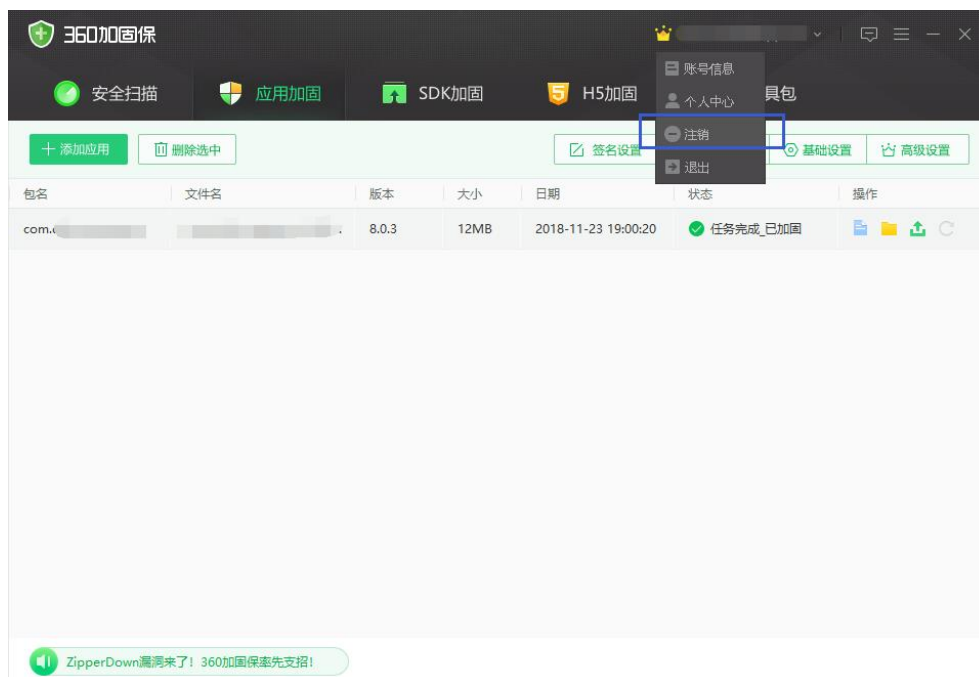 360加固保
账号信息
安全扫描
应用加固
SDK加固
H5加固
个人中心
具包
注销
添加应用
删除选中
签名设置
基础设置
高级设置
退出
包名
文件名
版本
大小
日期
状态
操作
com.
8.0.3
12MB
2018-11-23 19:00:20
任务完成_已加固
ZipperDown漏洞来了！360加固保率先支招！